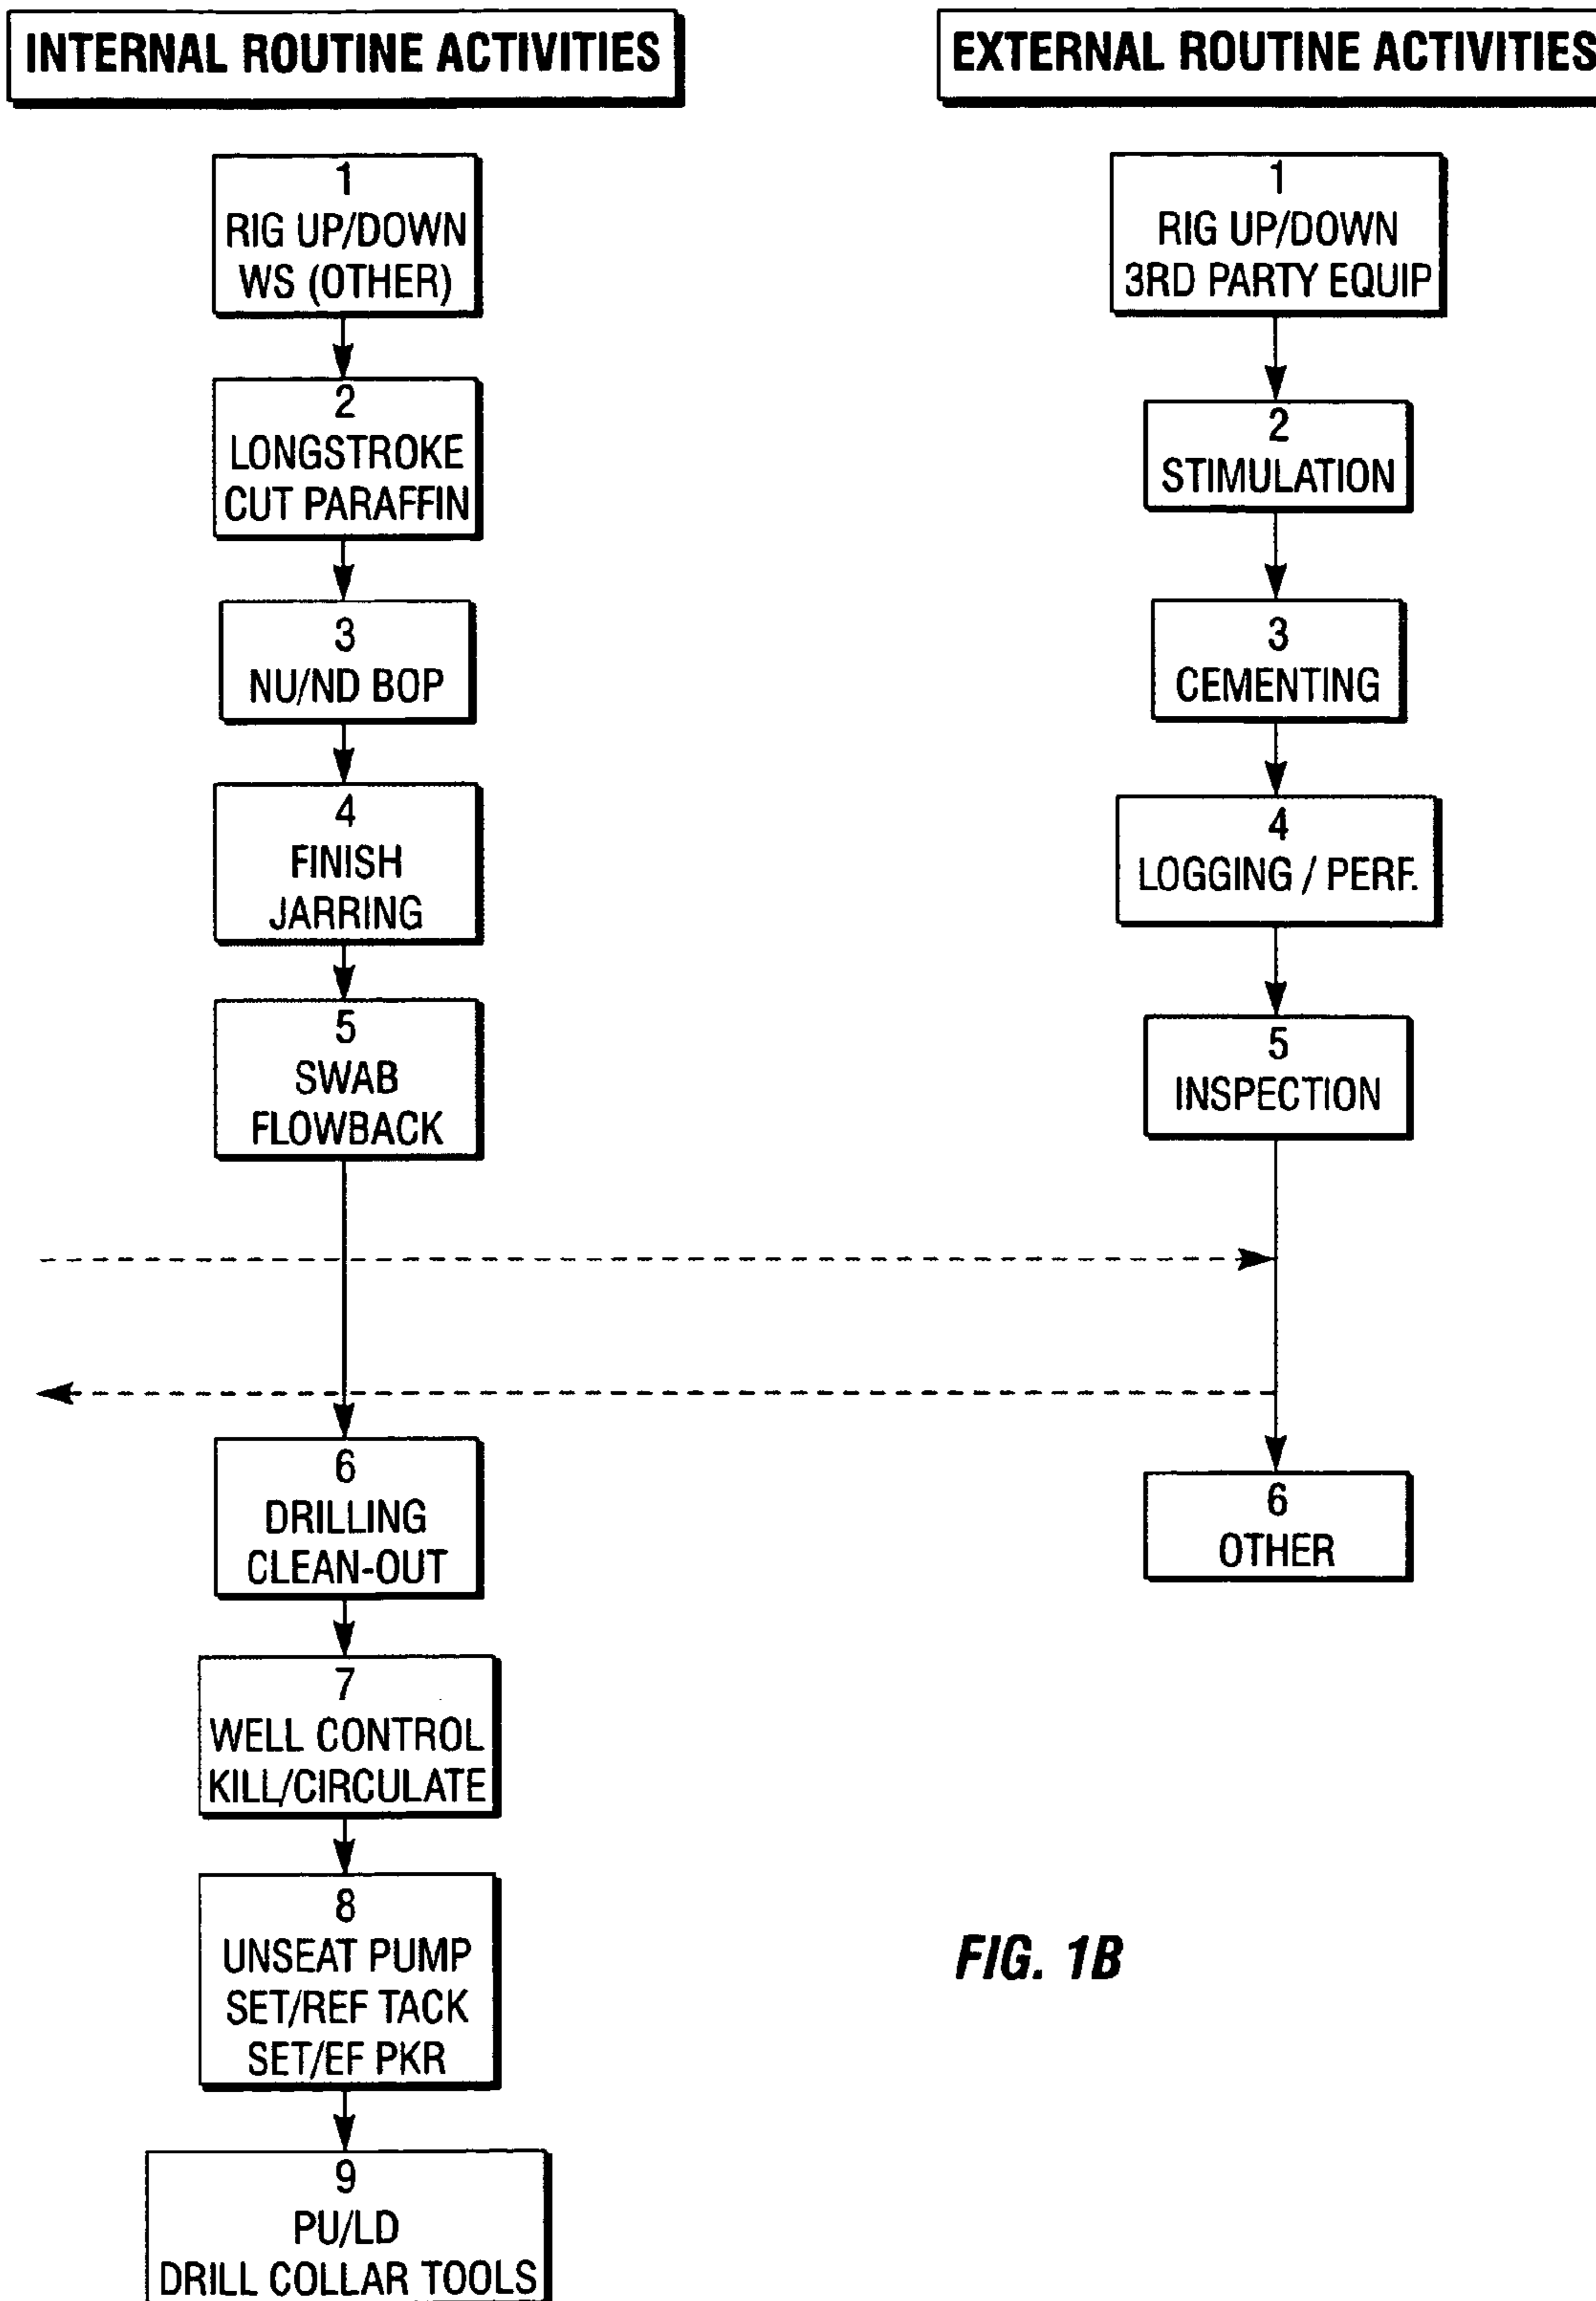 INTERNAL ROUTINE ACTIVITIES
1
RIG UP/DOWN
WS (OTHER)
2
LONGSTROKE
CUT PARAFFIN
3
NU/ND BOP
4
FINISH
JARRING
5
SWAB
FLOWBACK
6
DRILLING
CLEAN-OUT
7
WELL CONTROL
KILL/CIRCULATE
8
UNSEAT PUMP
SET/REF TACK
SET/EF PKR
9
PU/LD
DRILL COLLAR TOOLS
EXTERNAL ROUTINE ACTIVITIES
1
RIG UP/DOWN
3RD PARTY EQUIP
2
STIMULATION
3
CEMENTING
4
LOGGING / PERF.
5
INSPECTION
6
OTHER
FIG. 1B